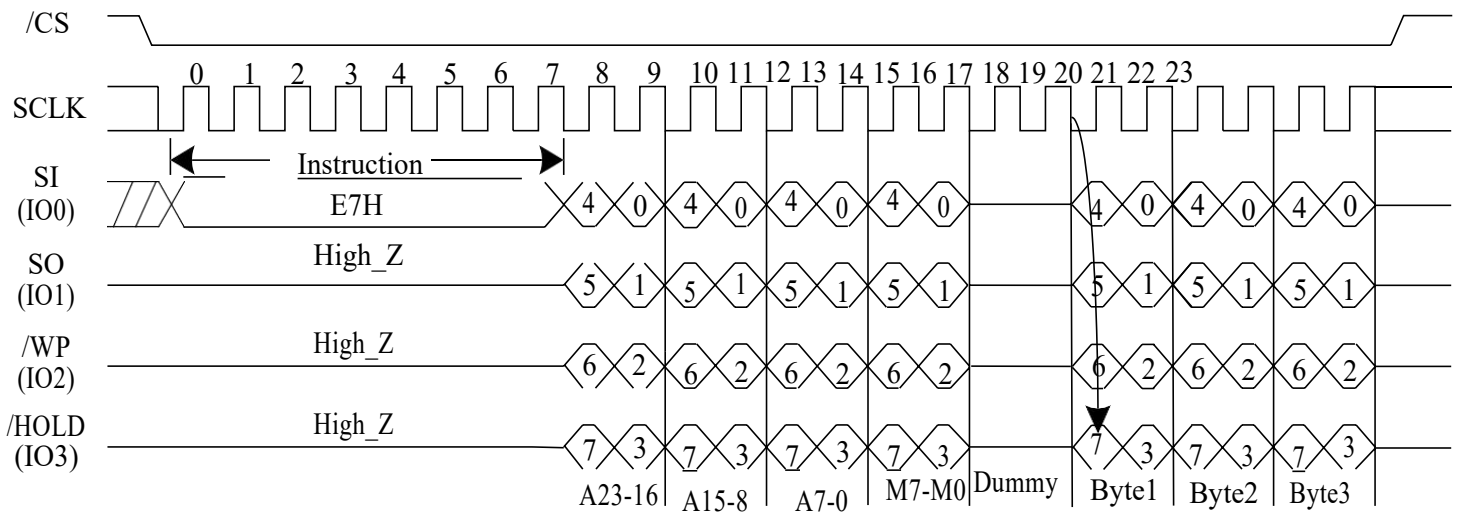 /CS
0 1 2 3 4 5 6 7 8 9 10 11 12 13 14 15 16 17 18 19 20 21 22 23
SCLK
Instruction
SI
(IO0)
E7H
4 0 4 0 4 0 4 0 4 0 4 0 4 0
High_Z
SO
(IO1)
5 1 5 1 5 1 5 1 5 1 5 1 5 1
High_Z
/WP
(IO2)
6 2 6 2 6 2 6 2 6 2 6 2 6 2
High_Z
/HOLD
(IO3)
7 3 7 3 7 3 7 3 7 3 7 3 7 3
A23-16 A15-8 A7-0 M7-M0 Dummy Byte1 Byte2 Byte3